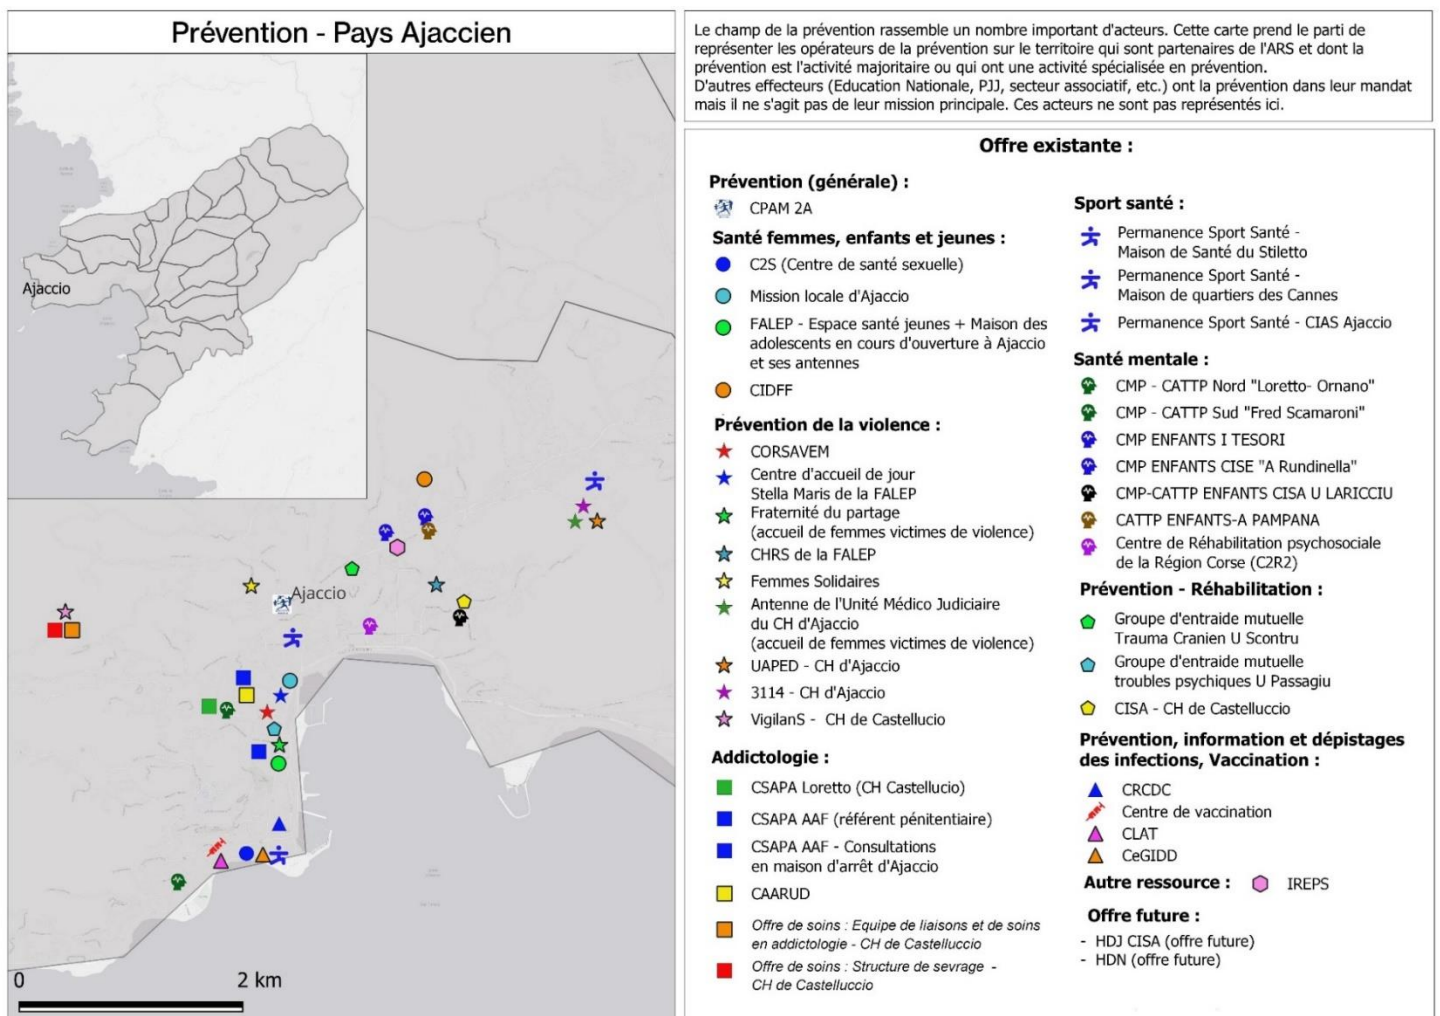 Prévention - Pays Ajaccien
Ajaccio
Ajaccio
0
2 km
Le champ de la prévention rassemble un nombre important d'acteurs. Cette carte prend le parti de
représenter les opérateurs de la prévention sur le territoire qui sont partenaires de l'ARS et dont la
prévention est l'activité majoritaire ou qui ont une activité spécialisée en prévention.
D'autres effecteurs (Education Nationale, PJJ, secteur associatif, etc.) ont la prévention dans leur mandat
mais il ne s'agit pas de leur mission principale. Ces acteurs ne sont pas représentés ici.
Offre existante :
Prévention (générale) :
CPAM 2A
Santé femmes, enfants et jeunes :
C2S (Centre de santé sexuelle)
Mission locale d'Ajaccio
FALEP - Espace santé jeunes + Maison des
adolescents en cours d'ouverture à Ajaccio
et ses antennes
CIDFF
Prévention de la violence :
CORSAVEM
Centre d'accueil de jour
Stella Maris de la FALEP
Fraternité du partage
(accueil de femmes victimes de violence)
CHRS de la FALEP
Femmes Solidaires
Antenne de l'Unité Médico Judiciaire
du CH d'Ajaccio
(accueil de femmes victimes de violence)
UAPED - CH d'Ajaccio
3114 - CH d'Ajaccio
VigilanS - CH de Castellucio
Addictologie :
CSAPA Loretto (CH Castellucio)
CSAPA AAF (référent pénitentiaire)
CSAPA AAF - Consultations
en maison d'arrêt d'Ajaccio
CAARUD
Offre de soins : Equipe de liaisons et de soins
en addictologie - CH de Castelluccio
Offre de soins : Structure de sevrage -
CH de Castelluccio
Sport santé :
Permanence Sport Santé -
Maison de Santé du Stiletto
Permanence Sport Santé -
Maison de quartiers des Cannes
Permanence Sport Santé - CIAS Ajaccio
Santé mentale :
CMP - CATTP Nord "Loretto- Ornano"
CMP - CATTP Sud "Fred Scamaroni"
CMP ENFANTS I TESORI
CMP ENFANTS CISE "A Rundinella"
CMP-CATTP ENFANTS CISA U LARICCIU
CATTP ENFANTS-A PAMPANA
Centre de Réhabilitation psychosociale
de la Région Corse (C2R2)
Prévention - Réhabilitation :
Groupe d'entraide mutuelle
Trauma Cranien U Scontru
Groupe d'entraide mutuelle
troubles psychiques U Passagiu
CISA - CH de Castelluccio
Prévention, information et dépistages
des infections, Vaccination :
CRCDC
Centre de vaccination
CLAT
CeGIDD
Autre ressource :
IREPS
Offre future :
- HDJ CISA (offre future)
- HDN (offre future)